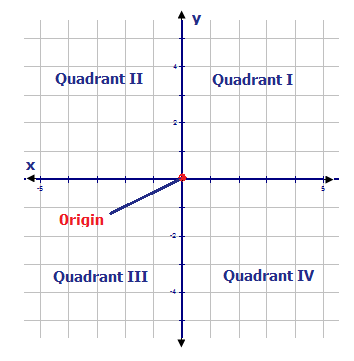 y
4
Quadrant II
Quadrant I
2
x
-5
5
Origin
-2
Quadrant III
Quadrant IV
-4